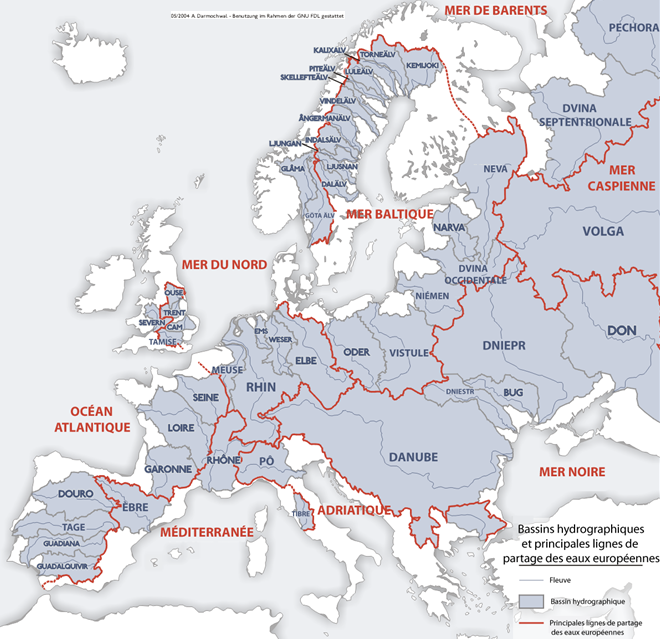 05/2004 A. Darmochwal - Benutzung im Rahmen der GNU FDL gestattet
MER DE BARENTS
PECHORA
KALIXÄLV
TORNEÄLV
KEMIJOKI
PITEÄLV
LULEÄLV
SKELLEFTEÄLV
VINDELÄLV
DVINA
SEPTENTRIONALE
ÅNGERMANÄLV
LJUNGAN
INDALSÄLV
GLÅMA
LJUSNAN
DALÄLV
NEVA
MER
CASPIENNE
GÖTA ÄLV
MER BALTIQUE
NARVA
VOLGA
MER DU NORD
DVINA
OCCIDENTALE
NIÉMEN
OUSE
TRENT
SEVERN
CAM
TAMISE
EMS
WESER
ELBE
ODER
VISTULE
DNIEPR
DON
MEUSE
RHIN
SEINE
DNIESTR
BUG
OCÉAN
ATLANTIQUE
LOIRE
GARONNE
RHÔNE
PÔ
DANUBE
MER NOIRE
DOURO
ÈBRE
TAGE
TIBRE
ADRIATIQUE
MÉDITERRANÉE
GUADIANA
GUADALQUIVIR
Bassins hydrographiques
et principales lignes de
partage des eaux européennes
Fleuve
Bassin hydrographique
Principales lignes de partage
des eaux européennes